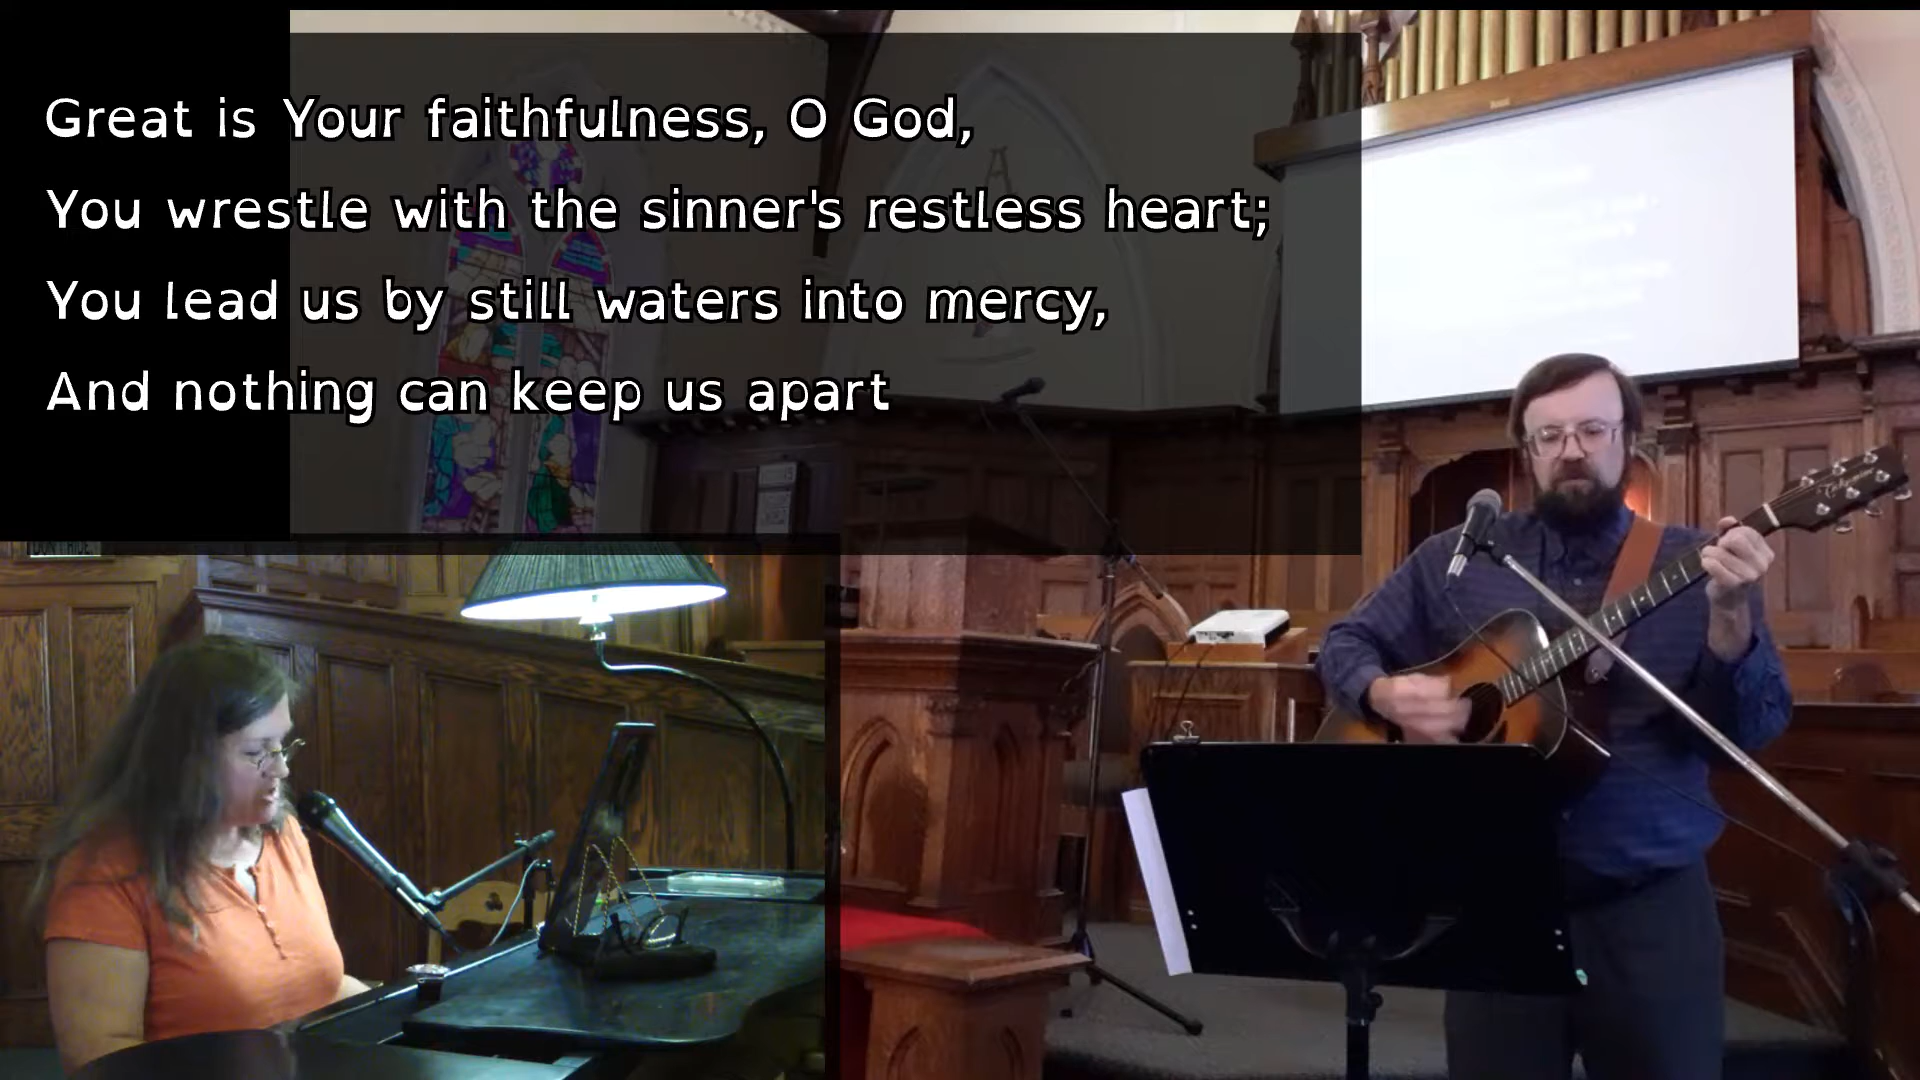 Great is Your faithfulness, O God,
You wrestle with the sinner's restless heart;
You lead us by still waters into mercy,
And nothing can keep us apart